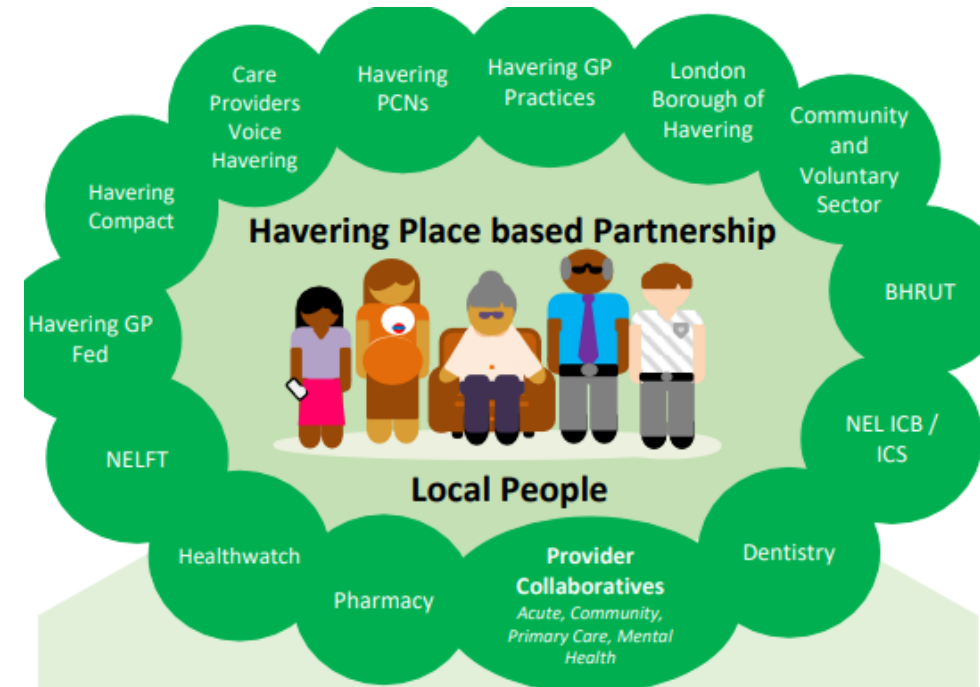 Care
Providers
Voice
Havering
Havering
PCNs
Havering GP
Practices
London
Borough of
Havering
Community
and
Voluntary
Sector
Havering
Compact
Havering Place based Partnership
BHRUT
Havering GP
Fed
NEL ICB /
ICS
NELFT
Local People
Healthwatch
Pharmacy
Provider
Collaboratives
Acute, Community,
Primary Care, Mental
Health
Dentistry